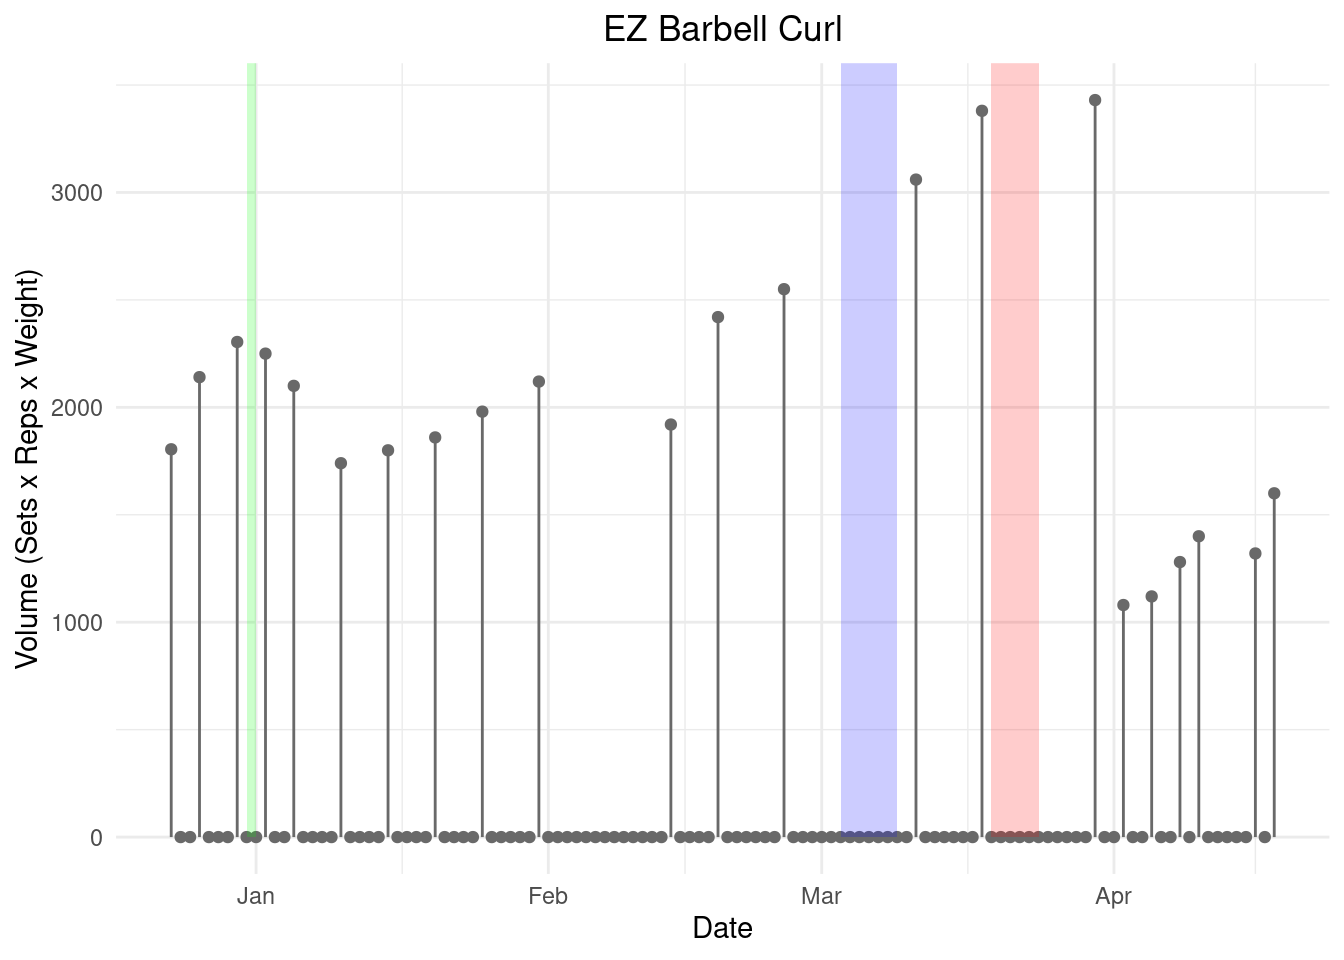 EZ Barbell Curl
Volume (Sets x Reps x Weight)
3000
2000
1000
0
Jan Feb Mar Apr
Date